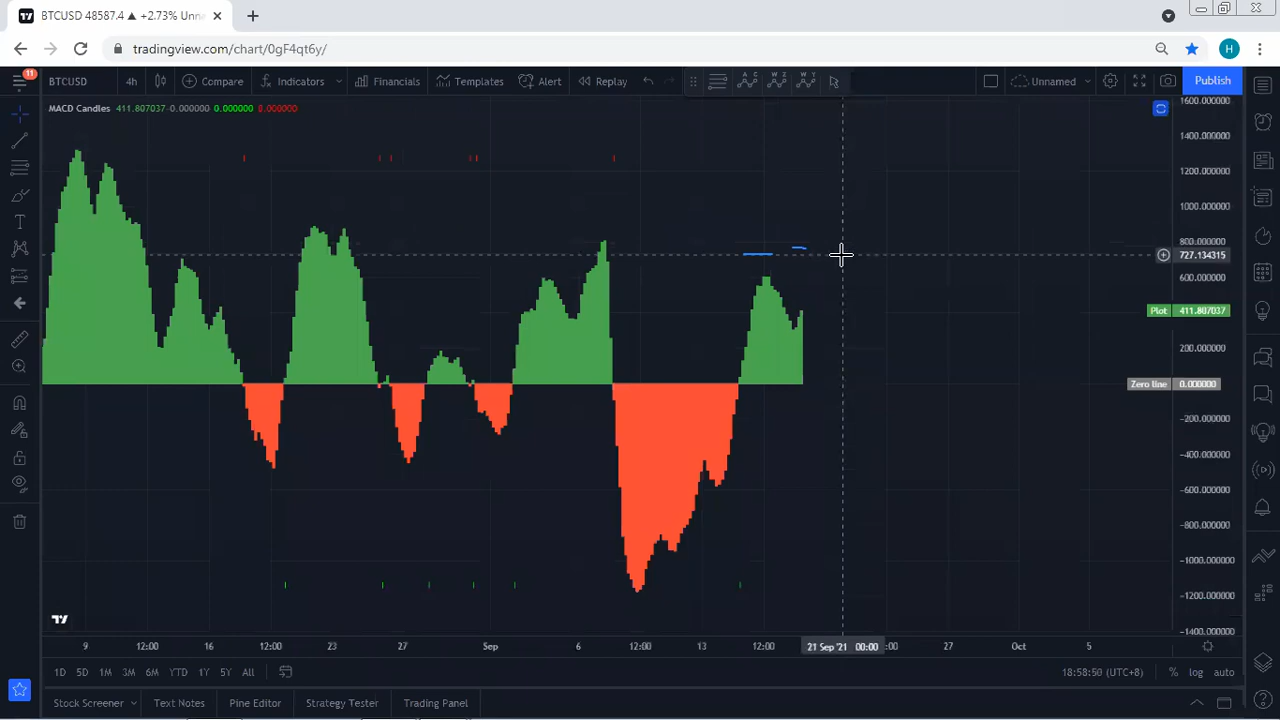 BTCUSD 48587.4 ▲ +2.73% Unn
tradingview.com/chart/0gF4qt6y/
H
11
BTCUSD 4h Compare Indicators Financials Templates Alert Replay Unnamed Publish
MACD Candles 411.807037 0.000000 0.000000 0.000000
1600.000000
1400.000000
1200.000000
1000.000000
800.000000
727.134315
600.000000
Plot 411.807037
200.000000
Zero line 0.000000
-200.000000
-400.000000
-600.000000
-800.000000
-1000.000000
-1200.000000
-1400.000000
9 12:00 16 12:00 23 27 Sep 6 12:00 13 12:00 21 Sep '21 00:00 :00 27 Oct 5
1D 5D 1M 3M 6M YTD 1Y 5Y All 18:58:50 (UTC+8) % log auto
Stock Screener Text Notes Pine Editor Strategy Tester Trading Panel